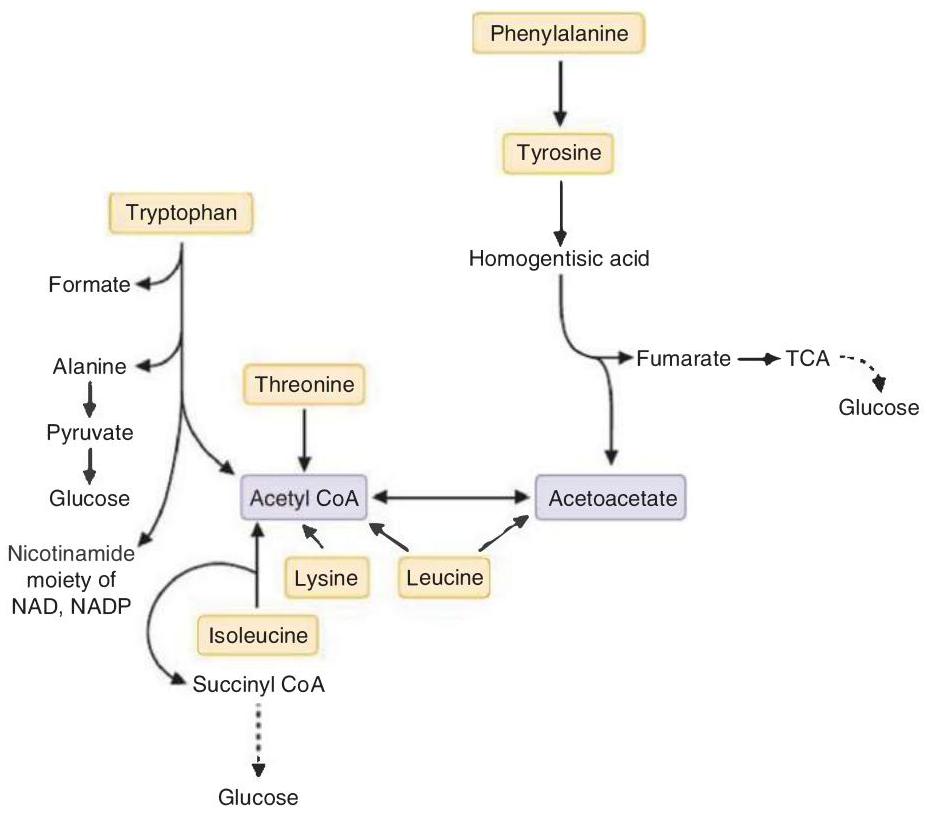 Phenylalanine
Tyrosine
Tryptophan
Homogentisic acid
Formate
Fumarate
TCA
Alanine
Threonine
Glucose
Pyruvate
Glucose
Acetyl CoA
Acetoacetate
Nicotinamide
moiety of
NAD, NADP
Lysine
Leucine
Isoleucine
Succinyl CoA
Glucose